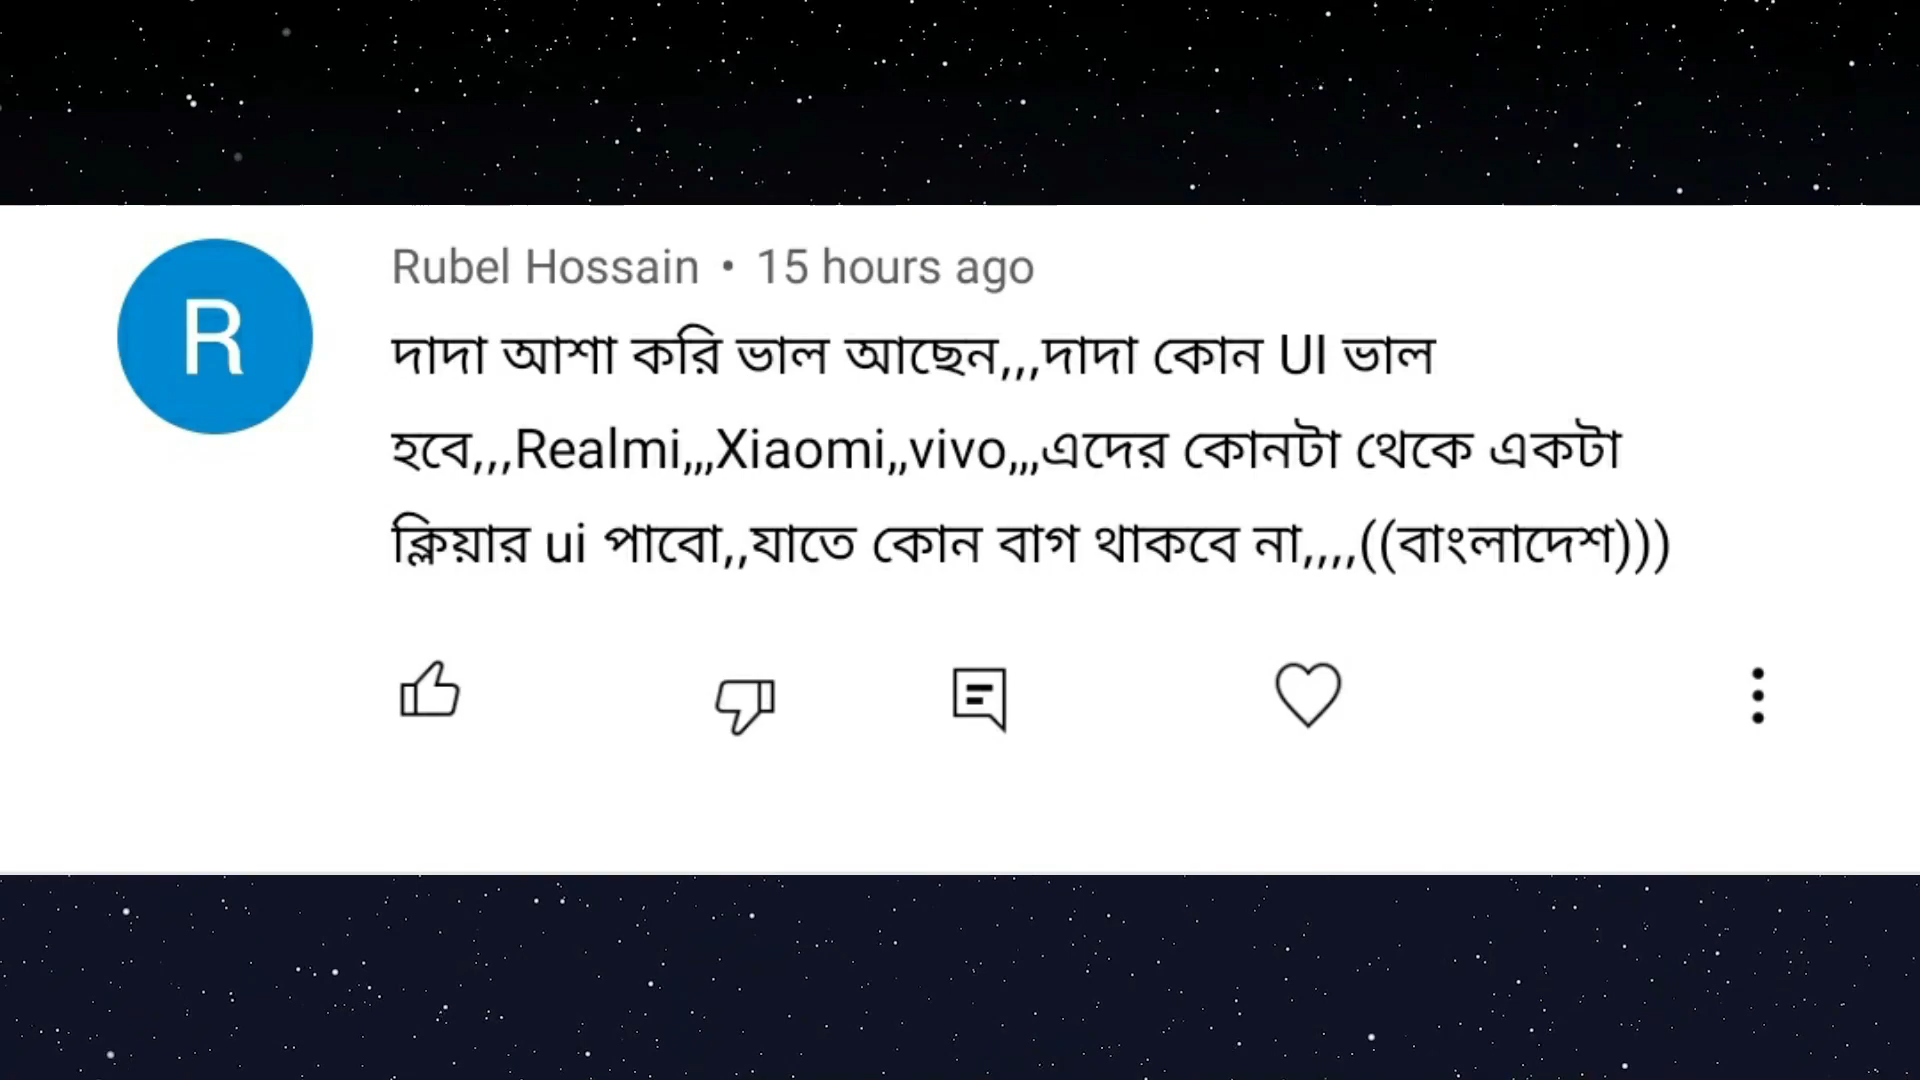 R
Rubel Hossain • 15 hours ago
দাদা আশা করি ভাল আছেন,,,দাদা কোন UI ভাল
হবে,,,Realmi,,,Xiaomi,,vivo,,,এদের কোনটা থেকে একটা
ক্লিয়ার ui পাবো,,যাতে কোন বাগ থাকবে না,,,,((বাংলাদেশ)))